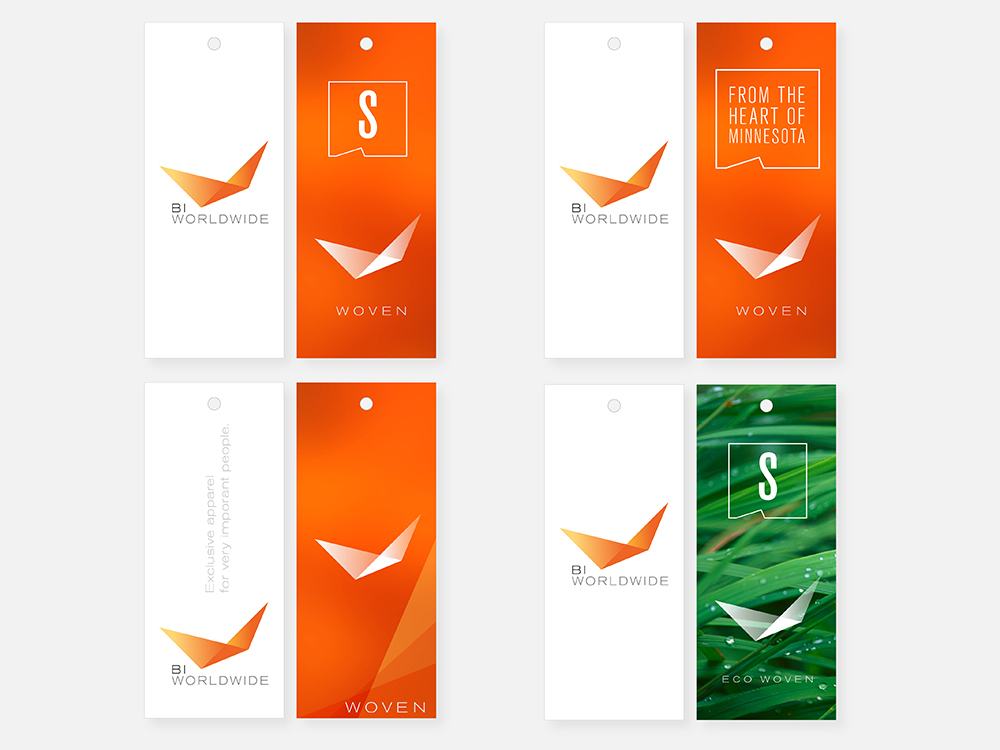 BI
WORLDWIDE
S
WOVEN
BI
WORLDWIDE
FROM THE
HEART OF
MINNESOTA
WOVEN
Exclusive apparel
for very imporant people.
BI
WORLDWIDE
WOVEN
BI
WORLDWIDE
S
ECO WOVEN